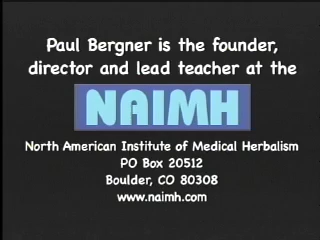 Paul Bergner is the founder,
director and lead teacher at the
NAIMH
North American Institute of Medical Herbalism
PO Box 20512
Boulder, CO 80308
www.naimh.com